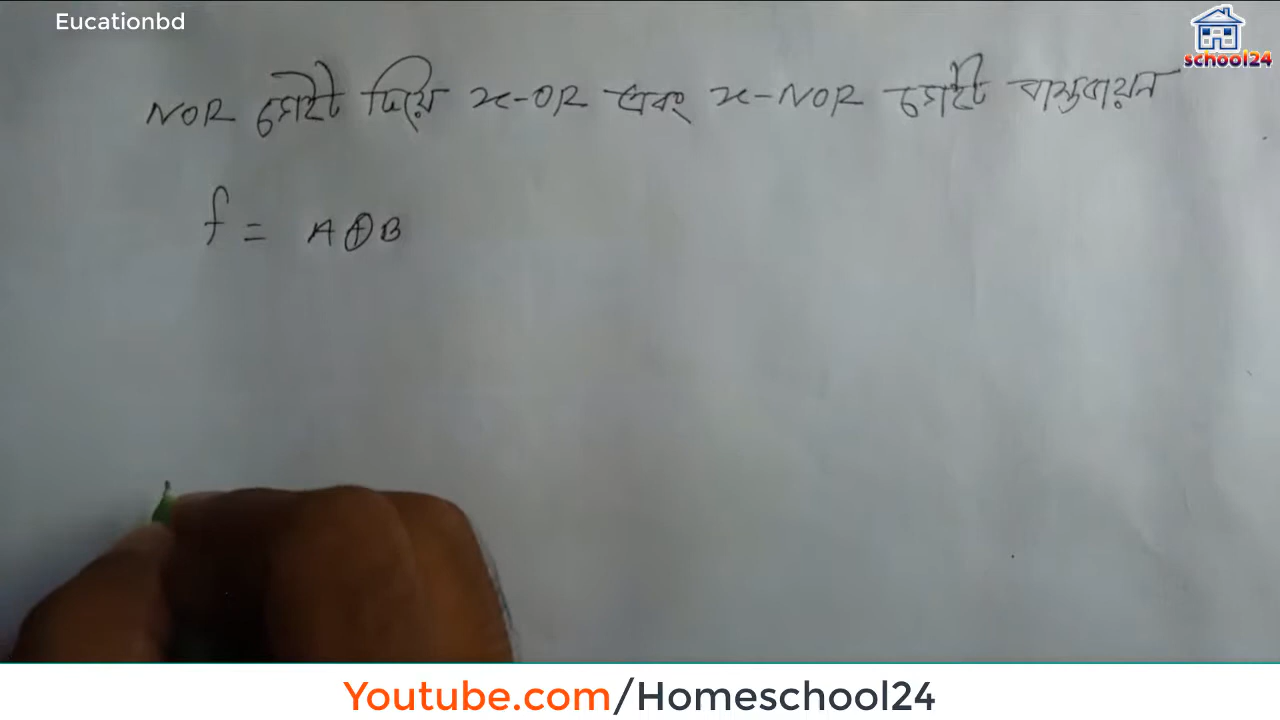 Eucationbd
school24
NOR গেইট দিয়ে x-OR এবং x-NOR গেইট বাস্তবায়ন
f = A⊕B
Youtube.com/Homeschool24